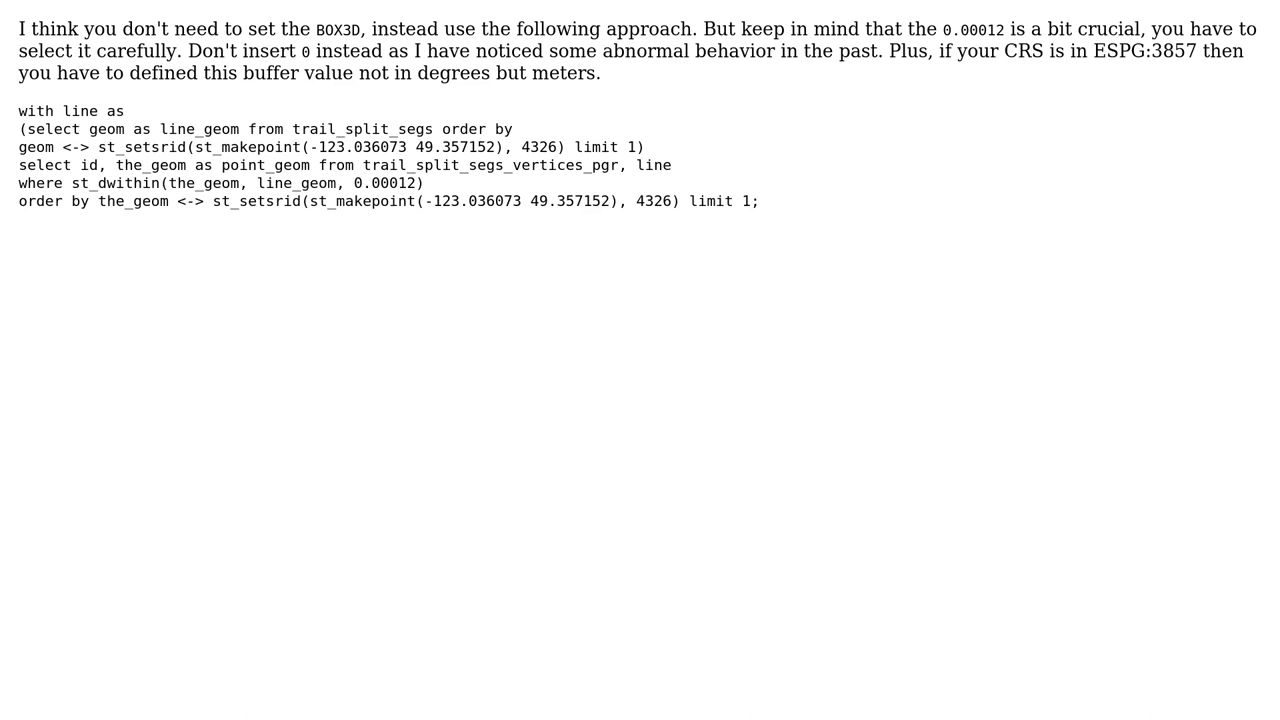 I think you don't need to set the BOX3D, instead use the following approach. But keep in mind that the 0.00012 is a bit crucial, you have to
select it carefully. Don't insert 0 instead as I have noticed some abnormal behavior in the past. Plus, if your CRS is in ESPG:3857 then
you have to defined this buffer value not in degrees but meters.
with line as
(select geom as line_geom from trail_split_segs order by
geom <-> st_setsrid(st_makepoint(-123.036073 49.357152), 4326) limit 1)
select id, the_geom as point_geom from trail_split_segs_vertices_pgr, line
where st_dwithin(the_geom, line_geom, 0.00012)
order by the_geom <-> st_setsrid(st_makepoint(-123.036073 49.357152), 4326) limit 1;